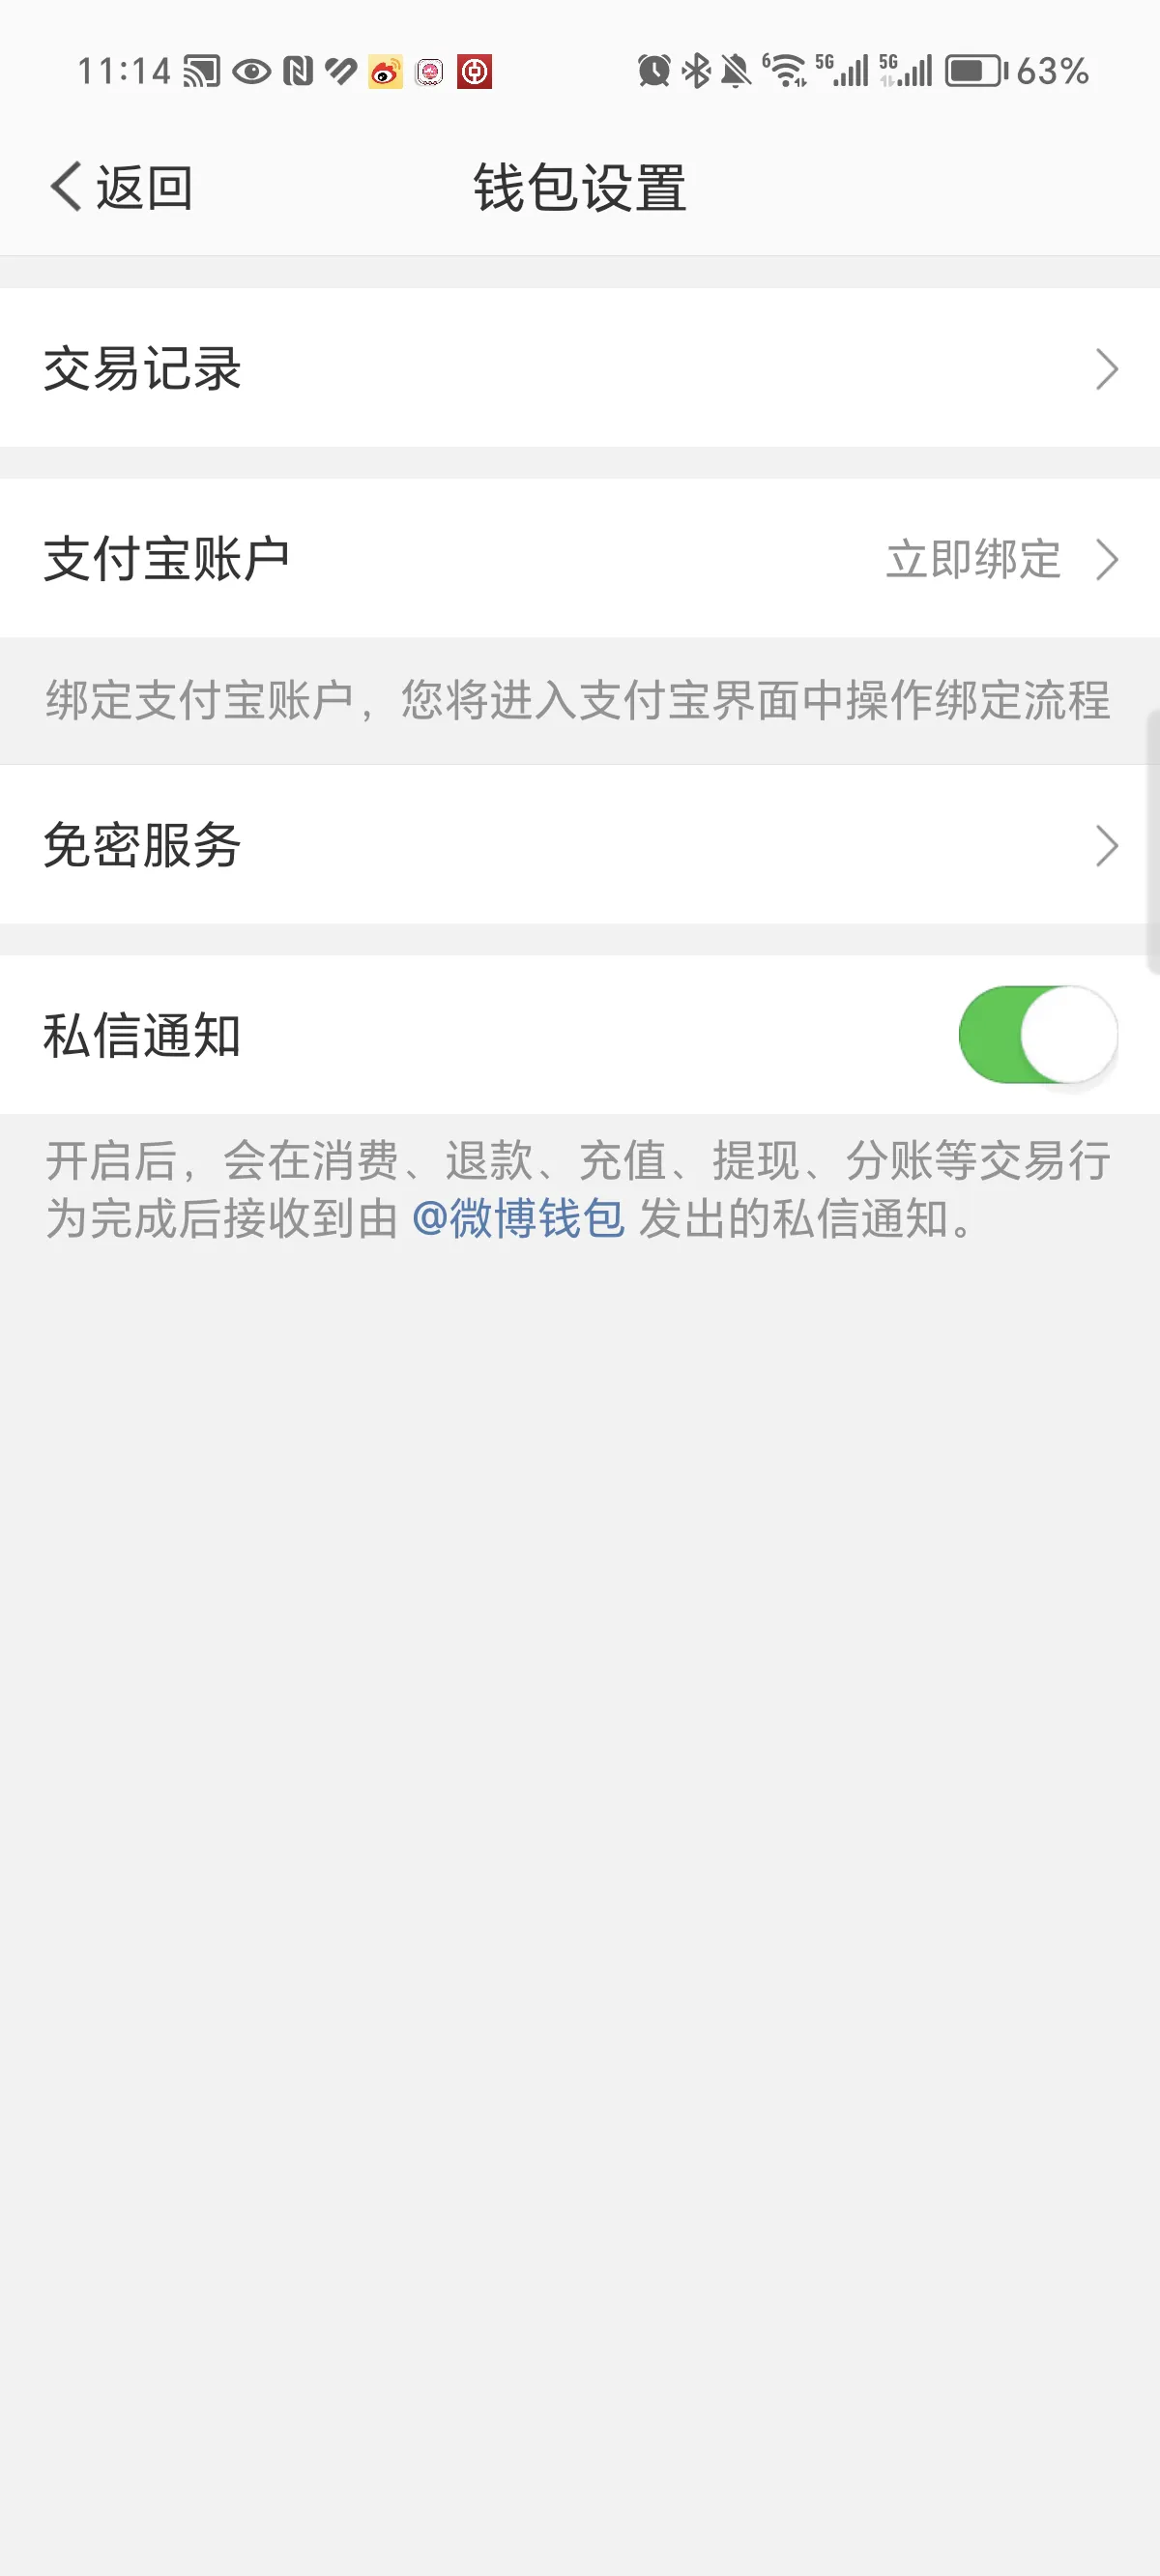 11:14 6 5G 5G 63%
返回 钱包设置
交易记录
支付宝账户 立即绑定
绑定支付宝账户，您将进入支付宝界面中操作绑定流程
免密服务
私信通知
开启后，会在消费、退款、充值、提现、分账等交易行
为完成后接收到由 @微博钱包 发出的私信通知。